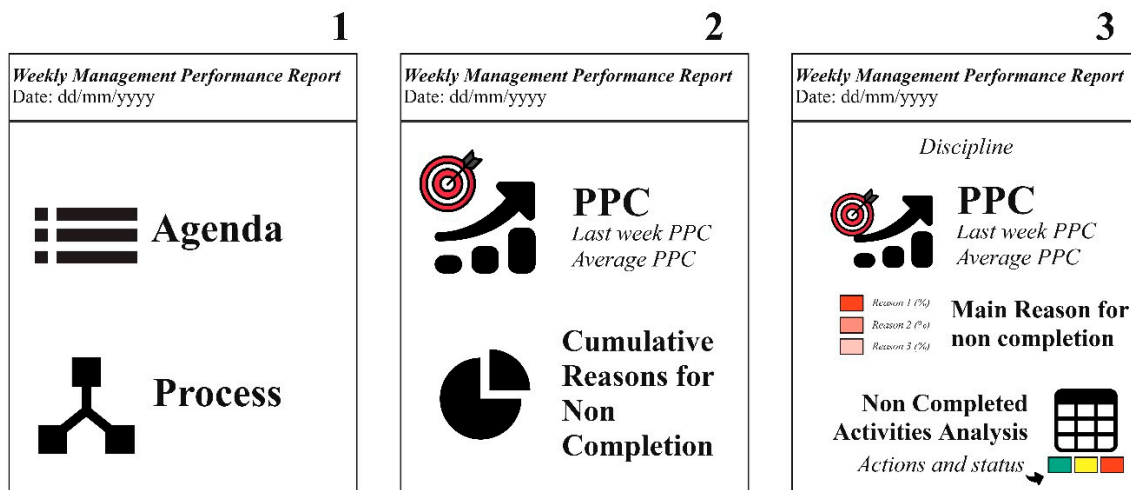 1
Weekly Management Performance Report
Date: dd/mm/yyyy
Agenda
Process
2
Weekly Management Performance Report
Date: dd/mm/yyyy
PPC
Last week PPC
Average PPC
Cumulative
Reasons for
Non
Completion
3
Weekly Management Performance Report
Date: dd/mm/yyyy
Discipline
PPC
Last week PPC
Average PPC
Reason 1 (%)
Reason 2 (%)
Reason 3 (%)
Main Reason for
non completion
Non Completed
Activities Analysis
Actions and status